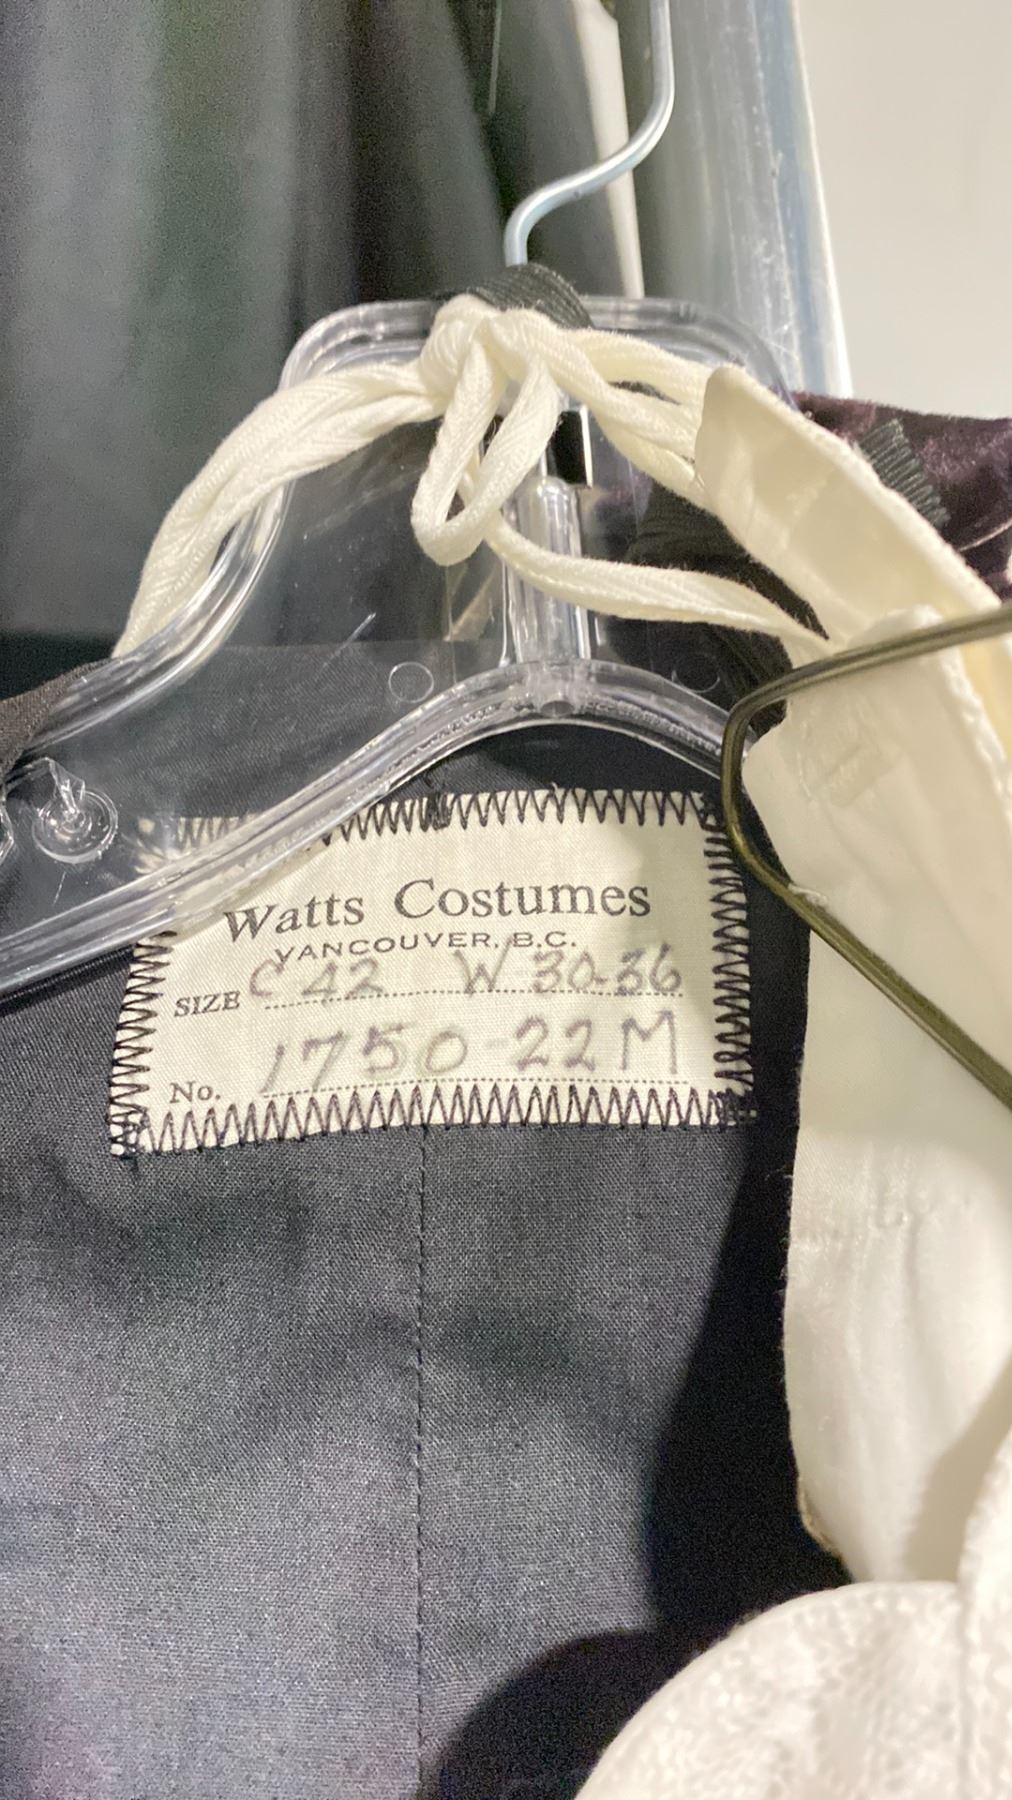 Watts Costumes
VANCOUVER, B.C.
SIZE C 42 W 30-36
No. 1750-22M